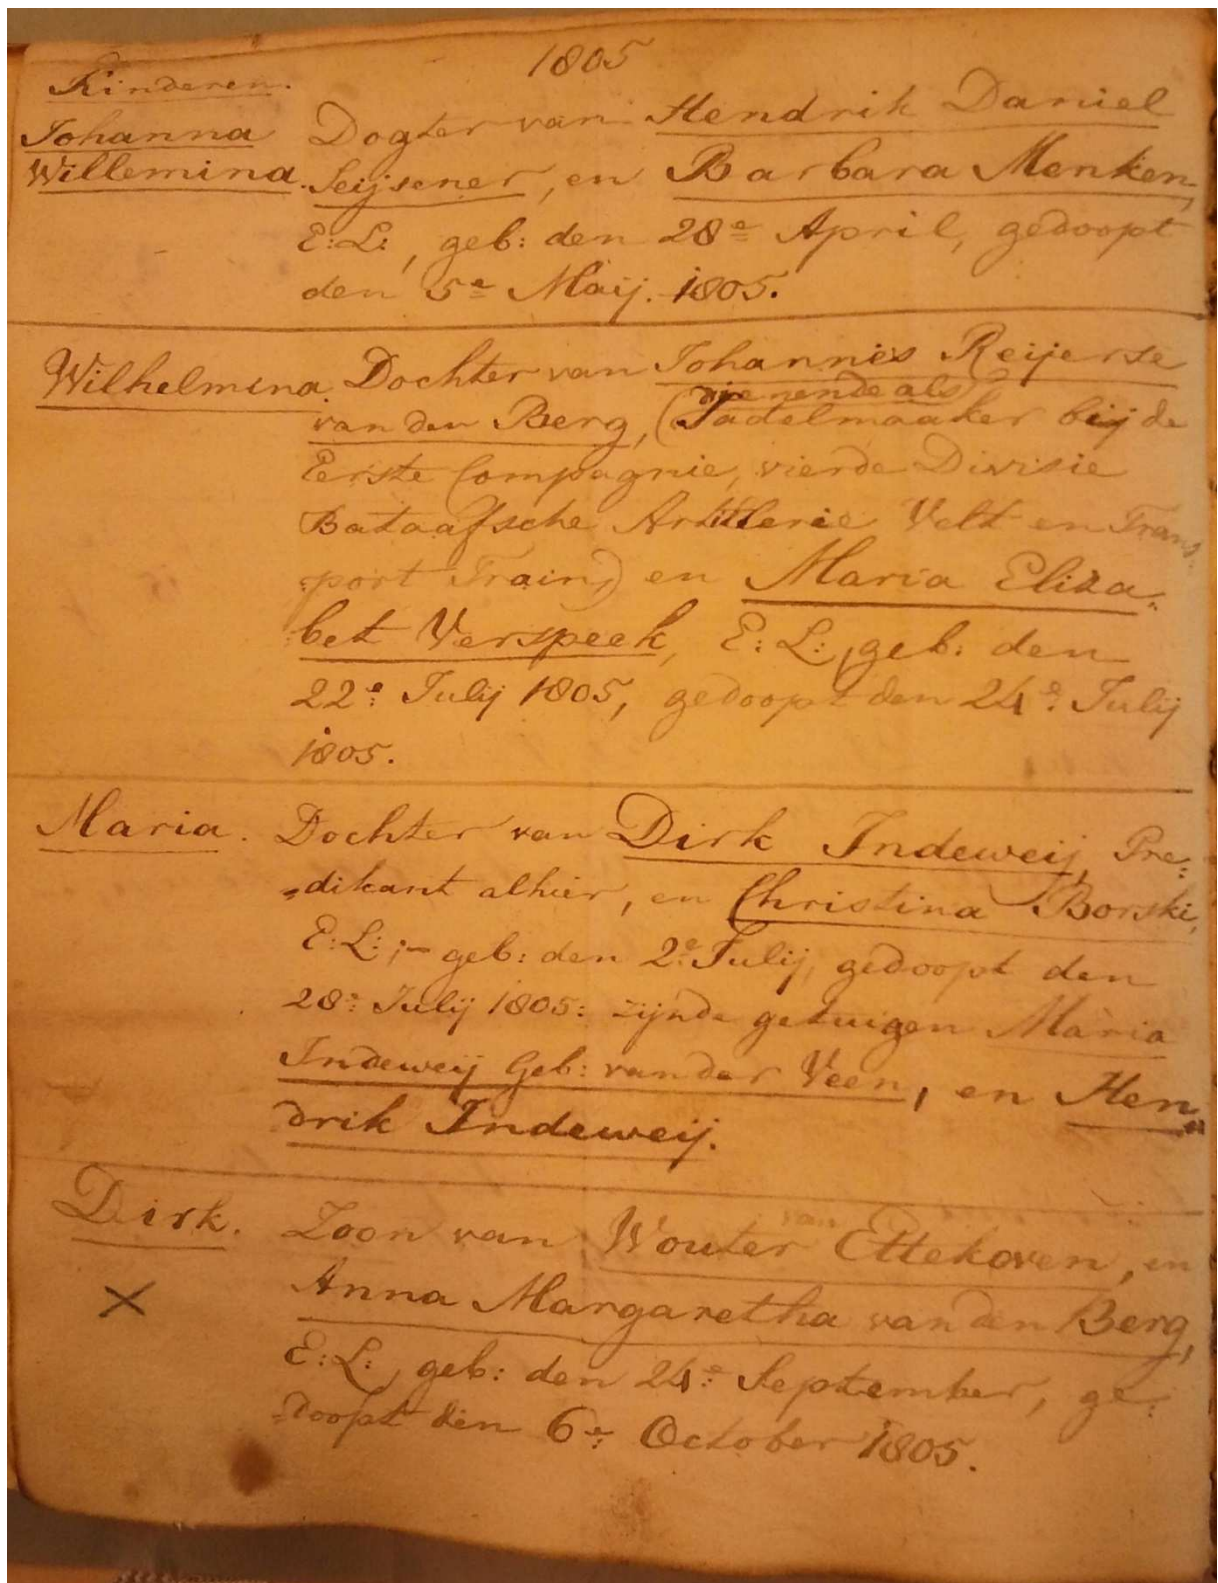 1805
Kinderen.
Johanna
Willemina.
Dogter van Hendrik Daniel
Seijsener, en Barbara Menken,
E:L:, geb: den 28e April, gedoopt
den 5e Maij. 1805.
Wilhelmina. Dochter van Johannes Reijerse
dienende als
van den Berg, (Sadelmaaker bij de
Eerste Compagnie, vierde Divisie
Bataafsche Artillerie Velt en Trans
port Train) en Maria Eliza:
bet Verspeek, E:L:, geb: den
22e: Julij 1805, gedoopt den 24e: Julij
1805.
Maria. Dochter van Dirk Indeweij, Pre:
=dikant alhier, en Christina Borski,
E:L:;- geb: den 2e: Julij, gedoopt den
28e: Julij 1805: zijnde getuigen Maria
Indeweij Geb: van der Veen, en Hen=
drik Indeweij.
van
Dirk. Zoon van Wouter Ettekoven, en
Anna Margaretha van den Berg,
E:L:, geb: den 24e: September, ge:
=doopt den 6e: October 1805.
X